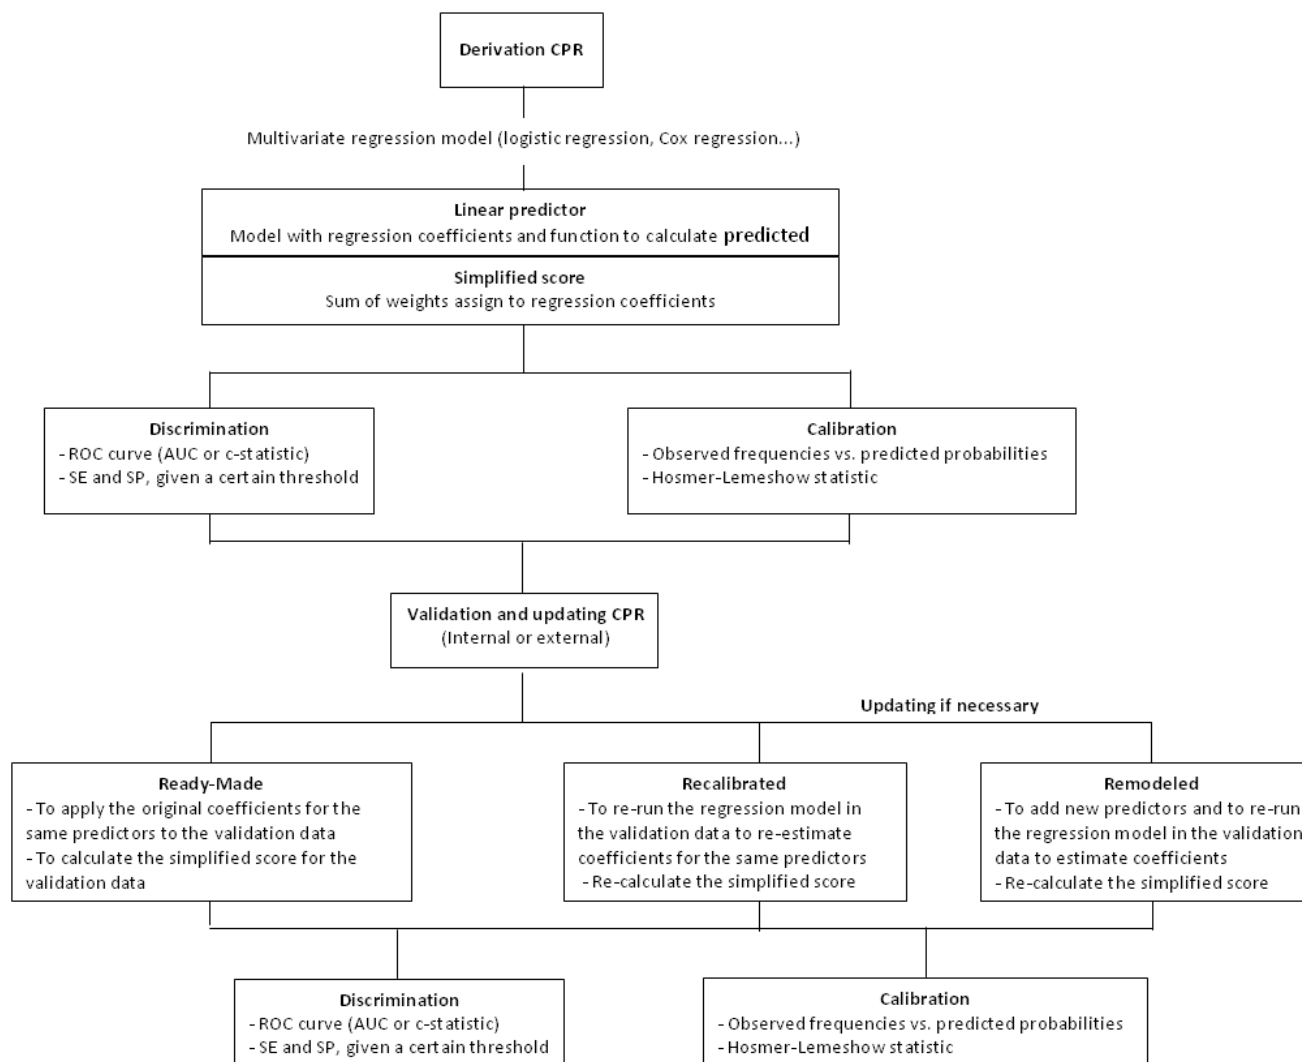 Derivation CPR
Multivariate regression model (logistic regression, Cox regression...)
Linear predictor
Model with regression coefficients and function to calculate predicted
Simplified score
Sum of weights assign to regression coefficients
Discrimination
- ROC curve (AUC or c-statistic)
- SE and SP, given a certain threshold
Calibration
- Observed frequencies vs. predicted probabilities
- Hosmer-Lemeshow statistic
Validation and updating CPR
(Internal or external)
Updating if necessary
Ready-Made
- To apply the original coefficients for the
same predictors to the validation data
- To calculate the simplified score for the
validation data
Recalibrated
- To re-run the regression model in
the validation data to re-estimate
coefficients for the same predictors
- Re-calculate the simplified score
Remodeled
- To add new predictors and to re-run
the regression model in the validation
data to estimate coefficients
- Re-calculate the simplified score
Discrimination
- ROC curve (AUC or c-statistic)
- SE and SP, given a certain threshold
Calibration
- Observed frequencies vs. predicted probabilities
- Hosmer-Lemeshow statistic